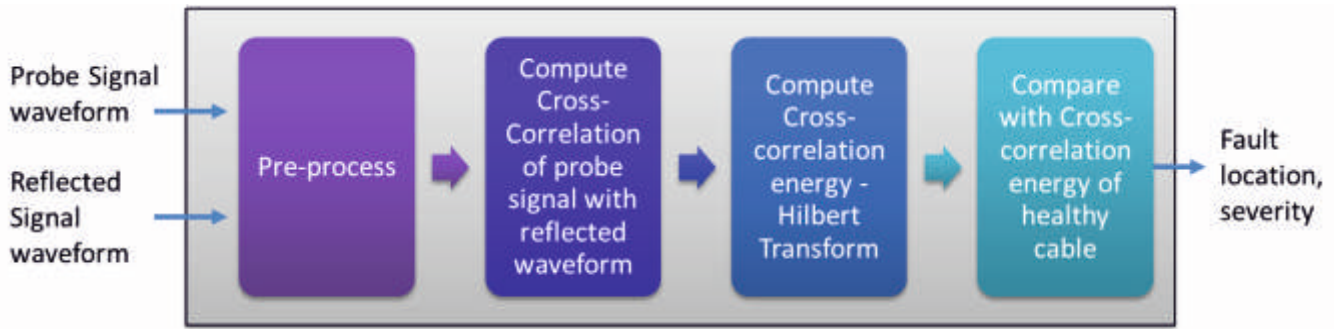 Probe Signal
waveform
Reflected
Signal
waveform
Pre-process
Compute
Cross-
Correlation
of probe
signal with
reflected
waveform
Compute
Cross-
correlation
energy -
Hilbert
Transform
Compare
with Cross-
correlation
energy of
healthy
cable
Fault
location,
severity